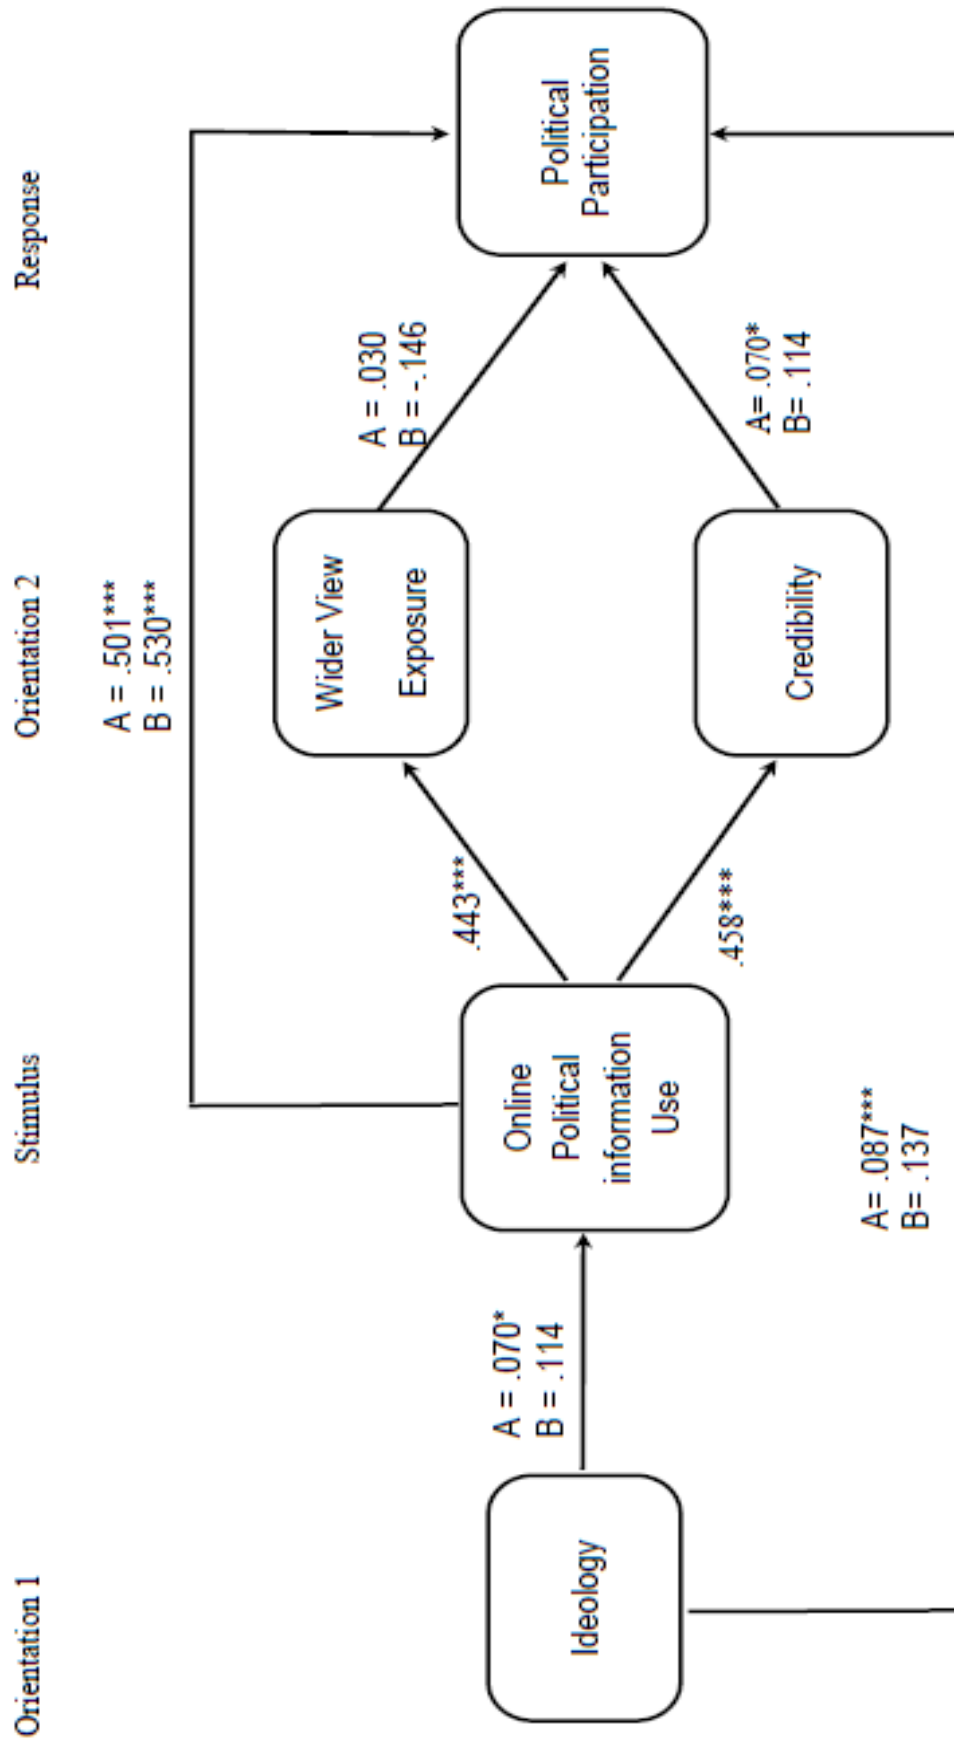 Orientation 1
Stimulus
Orientation 2
Response
A = .501***
B = .530***
Wider View
Exposure
A = .030
B = -.146
.443***
Political
Participation
Online
Political
information
Use
A = .070*
B = .114
Ideology
.458***
A= .070*
B= .114
Credibility
A= .087***
B= .137